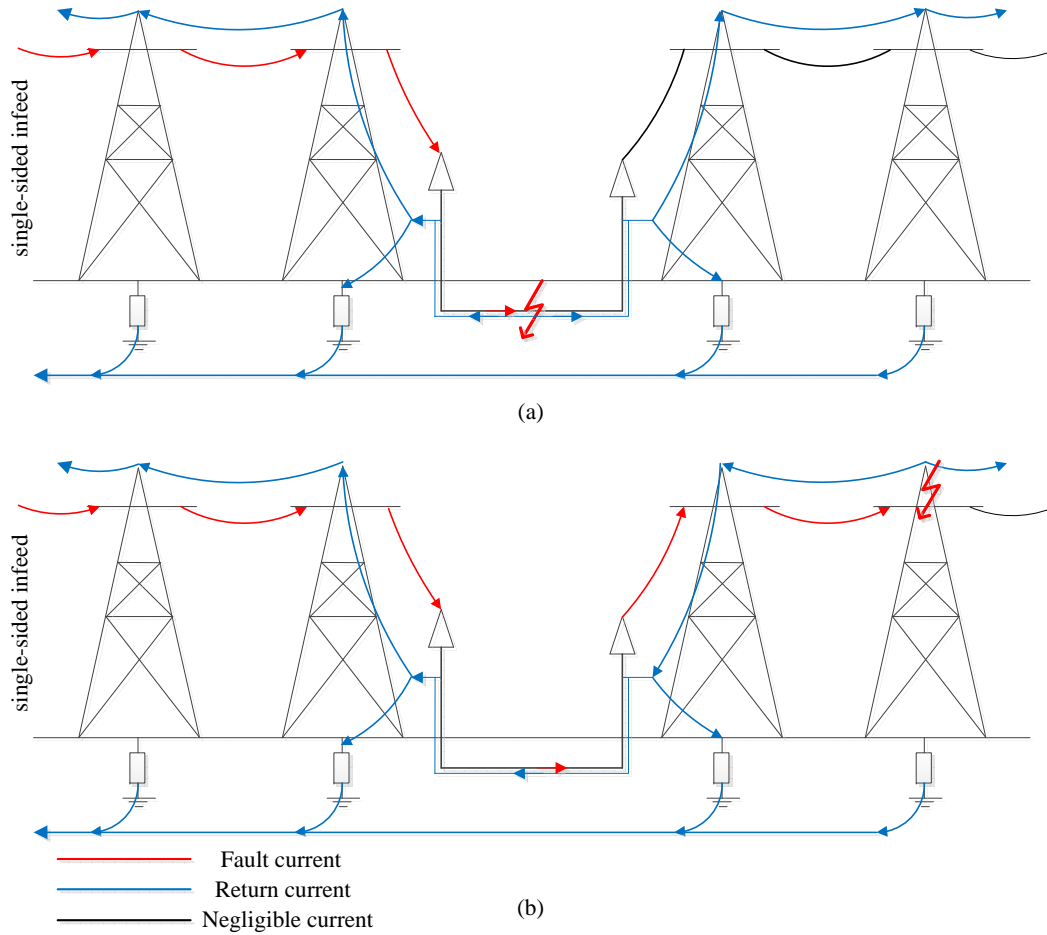 single-sided infeed
(a)
single-sided infeed
Fault current
Return current
Negligible current
(b)